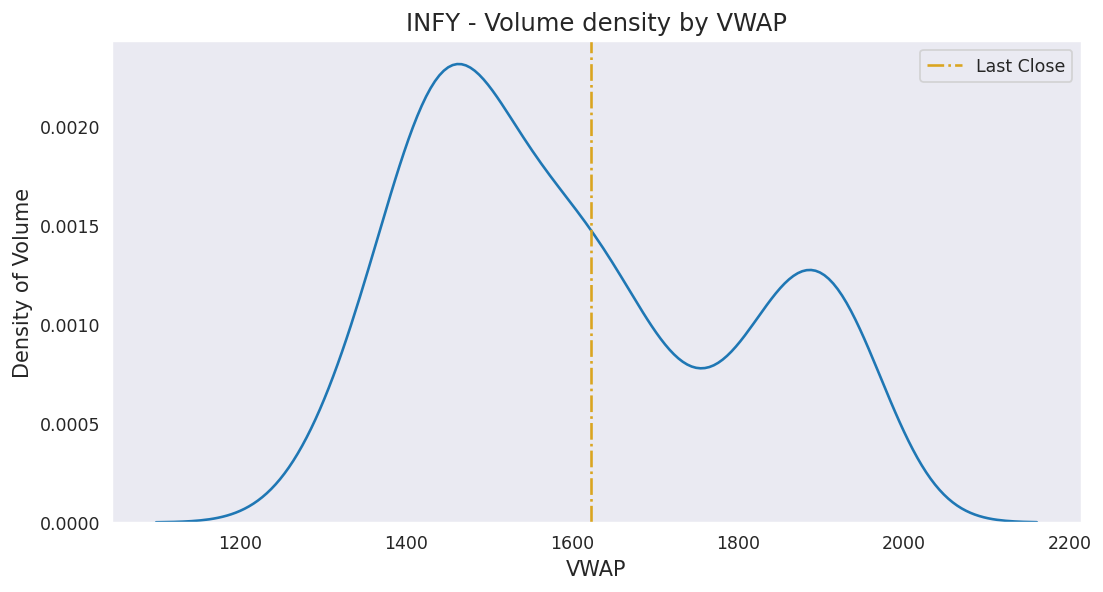 INFY - Volume density by VWAP
Last Close
Density of Volume
0.0020
0.0015
0.0010
0.0005
0.0000
1200 1400 1600 1800 2000 2200
VWAP